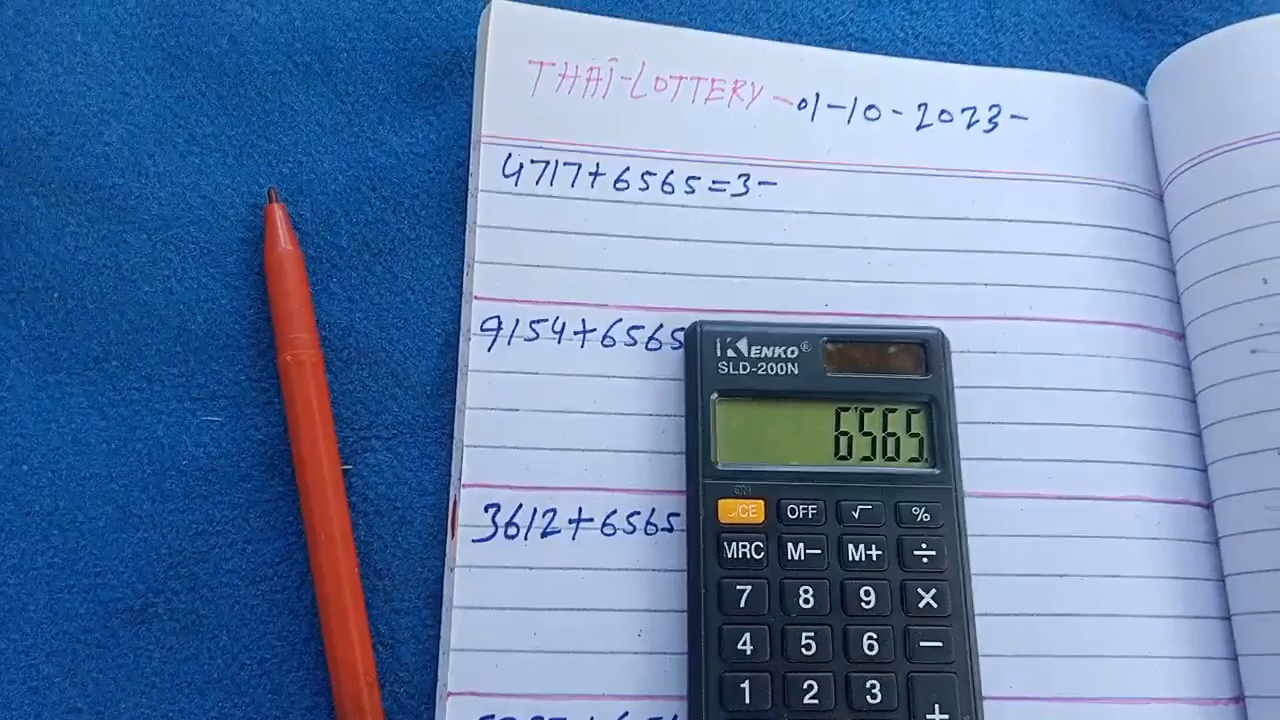 THAI-LOTTERY-01-10-2023-
4717+6565=3-
9154+6565
3612+6565
KENKO®
SLD-200N
6565.
ON
OFF √ %
MRC M− M+ ÷
7 8 9 ×
4 5 6 −
1 2 3 +